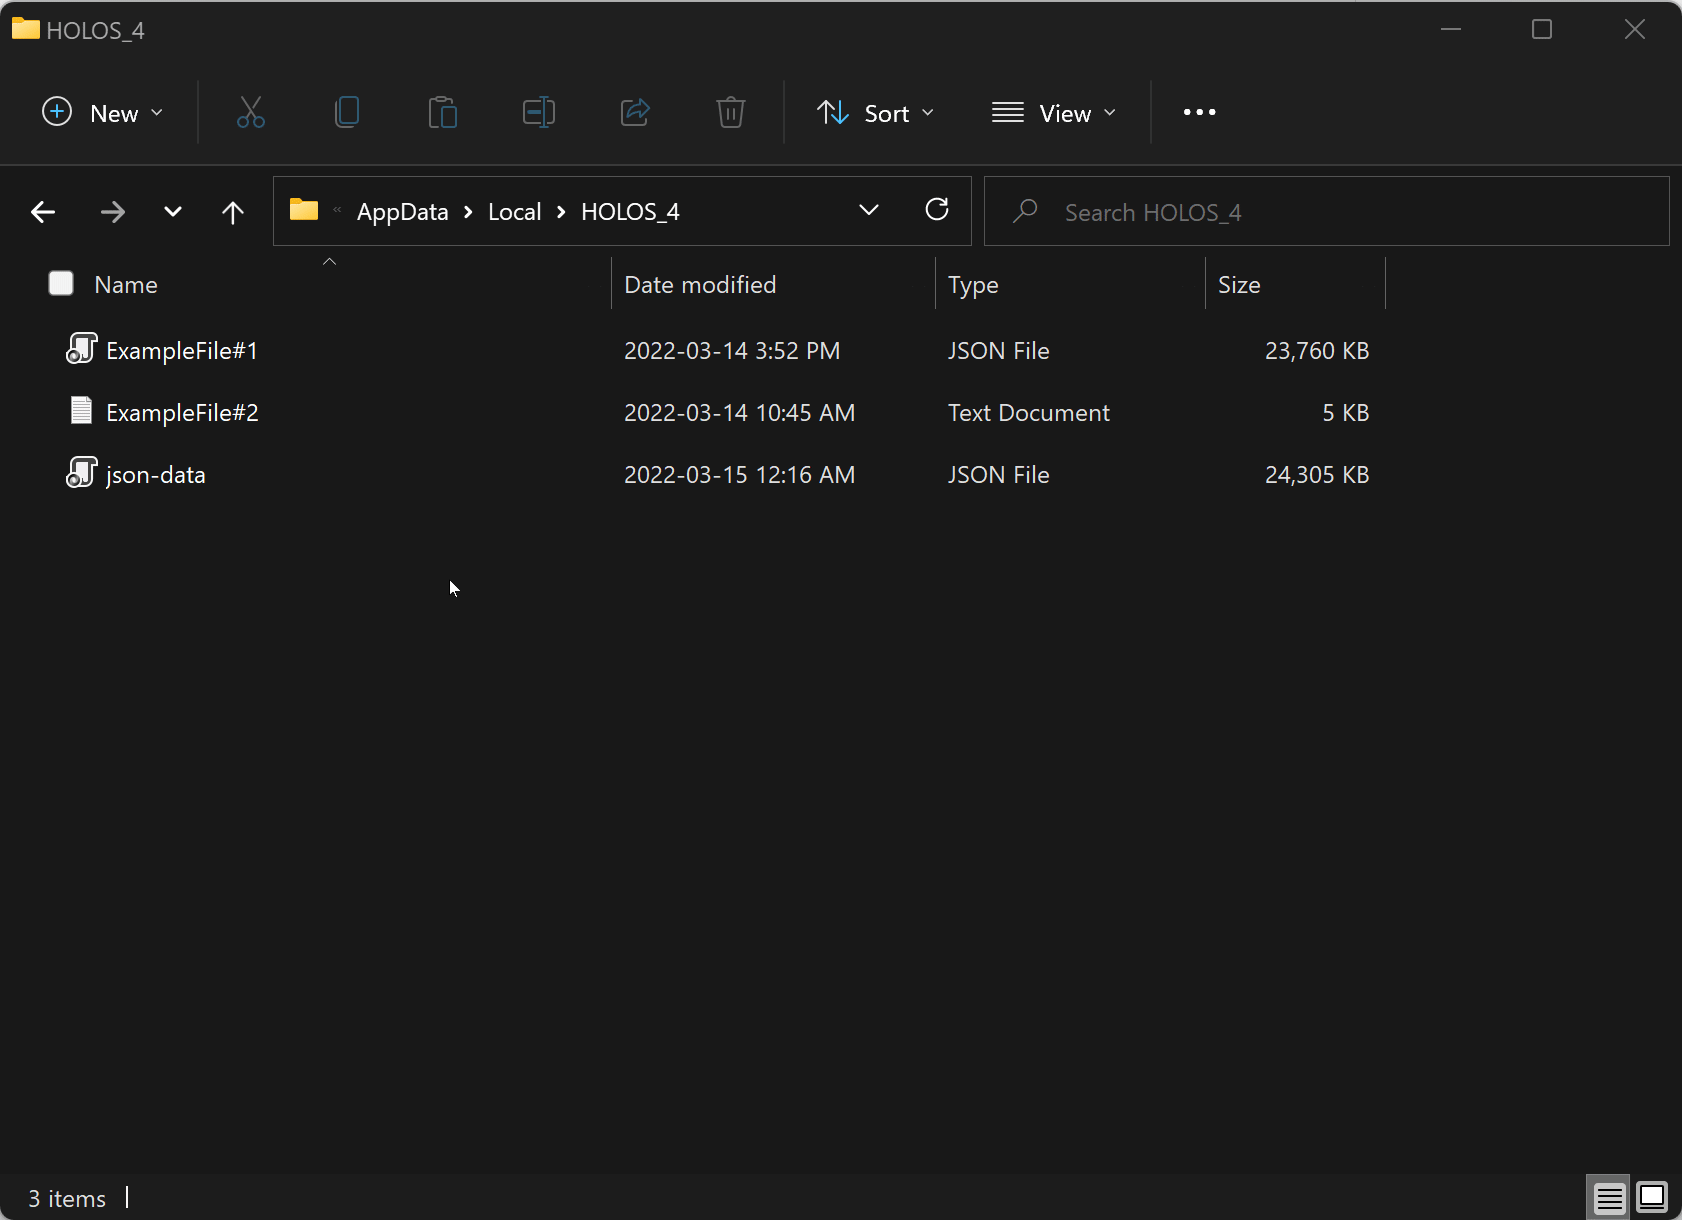 HOLOS_4
New Sort View
« AppData > Local > HOLOS_4 Search HOLOS_4
Name Date modified Type Size
ExampleFile#1 2022-03-14 3:52 PM JSON File 23,760 KB
ExampleFile#2 2022-03-14 10:45 AM Text Document 5 KB
json-data 2022-03-15 12:16 AM JSON File 24,305 KB
3 items